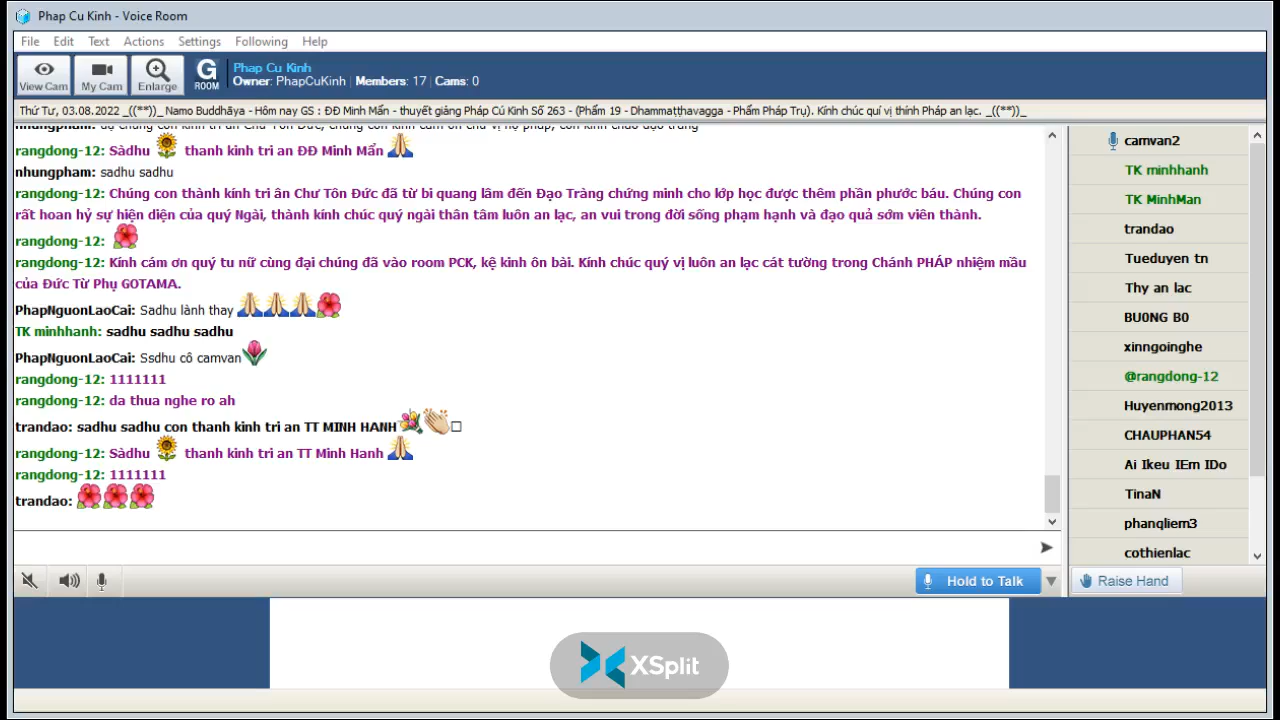 Phap Cu Kinh - Voice Room
File Edit Text Actions Settings Following Help
View Cam My Cam Enlarge G ROOM
Phap Cu Kinh
Owner: PhapCuKinh | Members: 17 | Cams: 0
Thứ Tư, 03.08.2022 _((**))_ Namo Buddhāya - Hôm nay GS : ĐĐ Minh Mẩn - thuyết giảng Pháp Cú Kinh Số 263 - (Phẩm 19 - Dhammaṭṭhavagga - Phẩm Pháp Trụ). Kính chúc quí vị thính Pháp an lạc. _((**))_
rangdong-12: Sàdhu thanh kinh tri an ĐĐ Minh Mẩn
nhungpham: sadhu sadhu
rangdong-12: Chúng con thành kính tri ân Chư Tôn Đức đã từ bi quang lâm đến Đạo Tràng chứng minh cho lớp học được thêm phần phước báu. Chúng con
rất hoan hỷ sự hiện diện của quý Ngài, thành kính chúc quý ngài thân tâm luôn an lạc, an vui trong đời sống phạm hạnh và đạo quả sớm viên thành.
rangdong-12:
rangdong-12: Kính cám ơn quý tu nữ cùng đại chúng đã vào room PCK, kệ kinh ôn bài. Kính chúc quý vị luôn an lạc cát tường trong Chánh PHÁP nhiệm mầu
của Đức Từ Phụ GOTAMA.
PhapNguonLaoCai: Sadhu lành thay
TK minhhanh: sadhu sadhu sadhu
PhapNguonLaoCai: Ssdhu cô camvan
rangdong-12: 1111111
rangdong-12: da thua nghe ro ah
trandao: sadhu sadhu con thanh kinh tri an TT MINH HANH
rangdong-12: Sàdhu thanh kinh tri an TT Minh Hanh
rangdong-12: 1111111
trandao:
camvan2
TK minhhanh
TK MinhMan
trandao
Tueduyen tn
Thy an lac
BU0NG B0
xinngoinghe
@rangdong-12
Huyenmong2013
CHAUPHAN54
Ai Ikeu IEm IDo
TinaN
phanqliem3
cothienlac
Hold to Talk
Raise Hand
XSplit